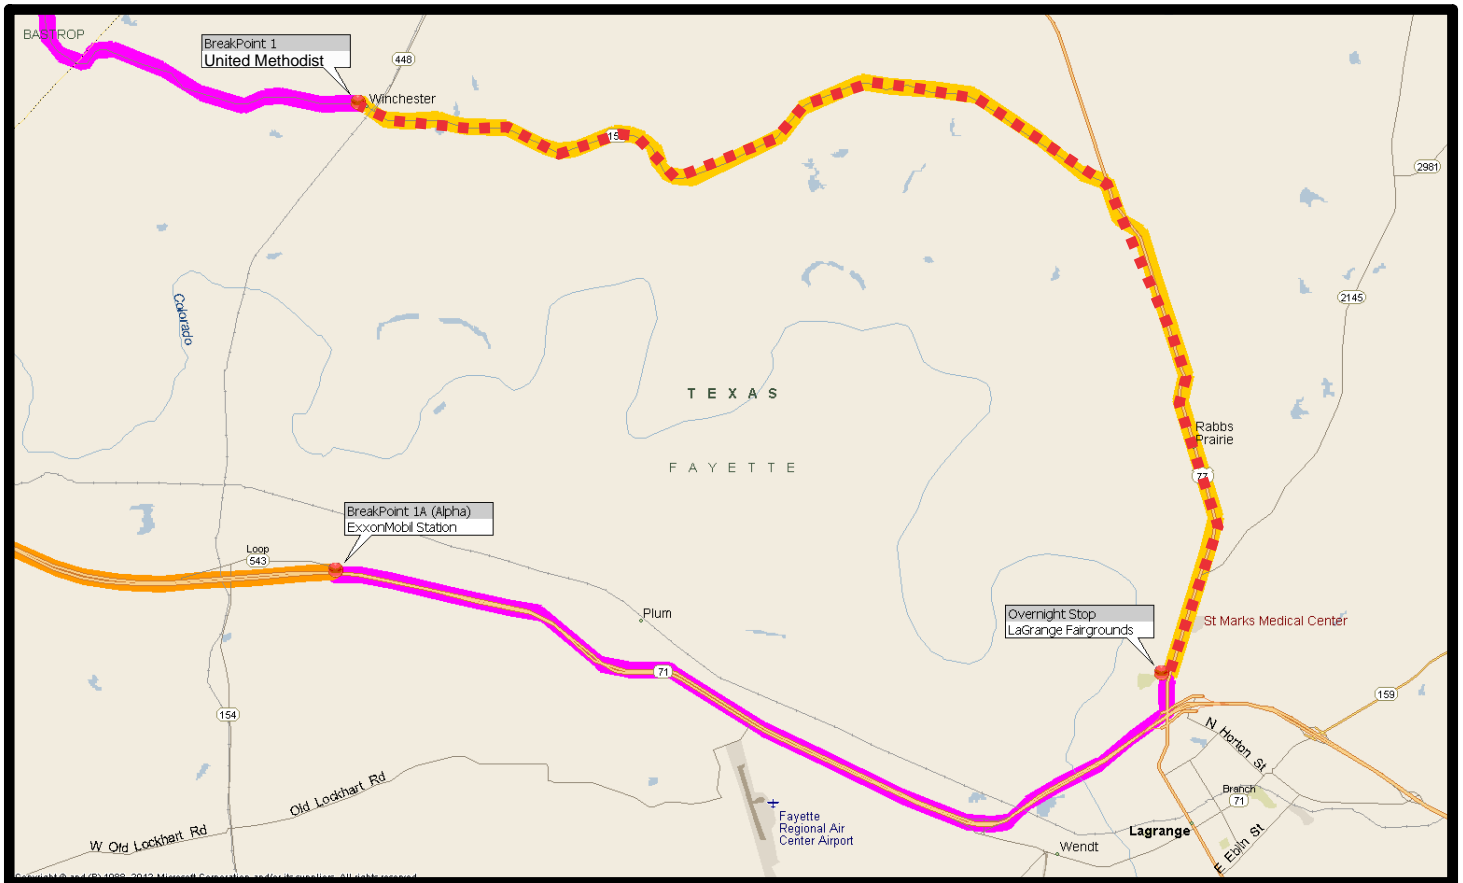 BASTROP
BreakPoint 1
United Methodist
448
Winchester
2981
Colorado
2145
TEXAS
FAYETTE
Rabbs
Prairie
77
BreakPoint 1A (Alpha)
ExxonMobil Station
Loop
543
Plum
Overnight Stop
LaGrange Fairgrounds
St Marks Medical Center
71
154
159
N Horton St
Old Lockhart Rd
Branch
71
Fayette
Regional Air
Center Airport
Lagrange
W Old Lockhart Rd
Wendt
E Eblin St